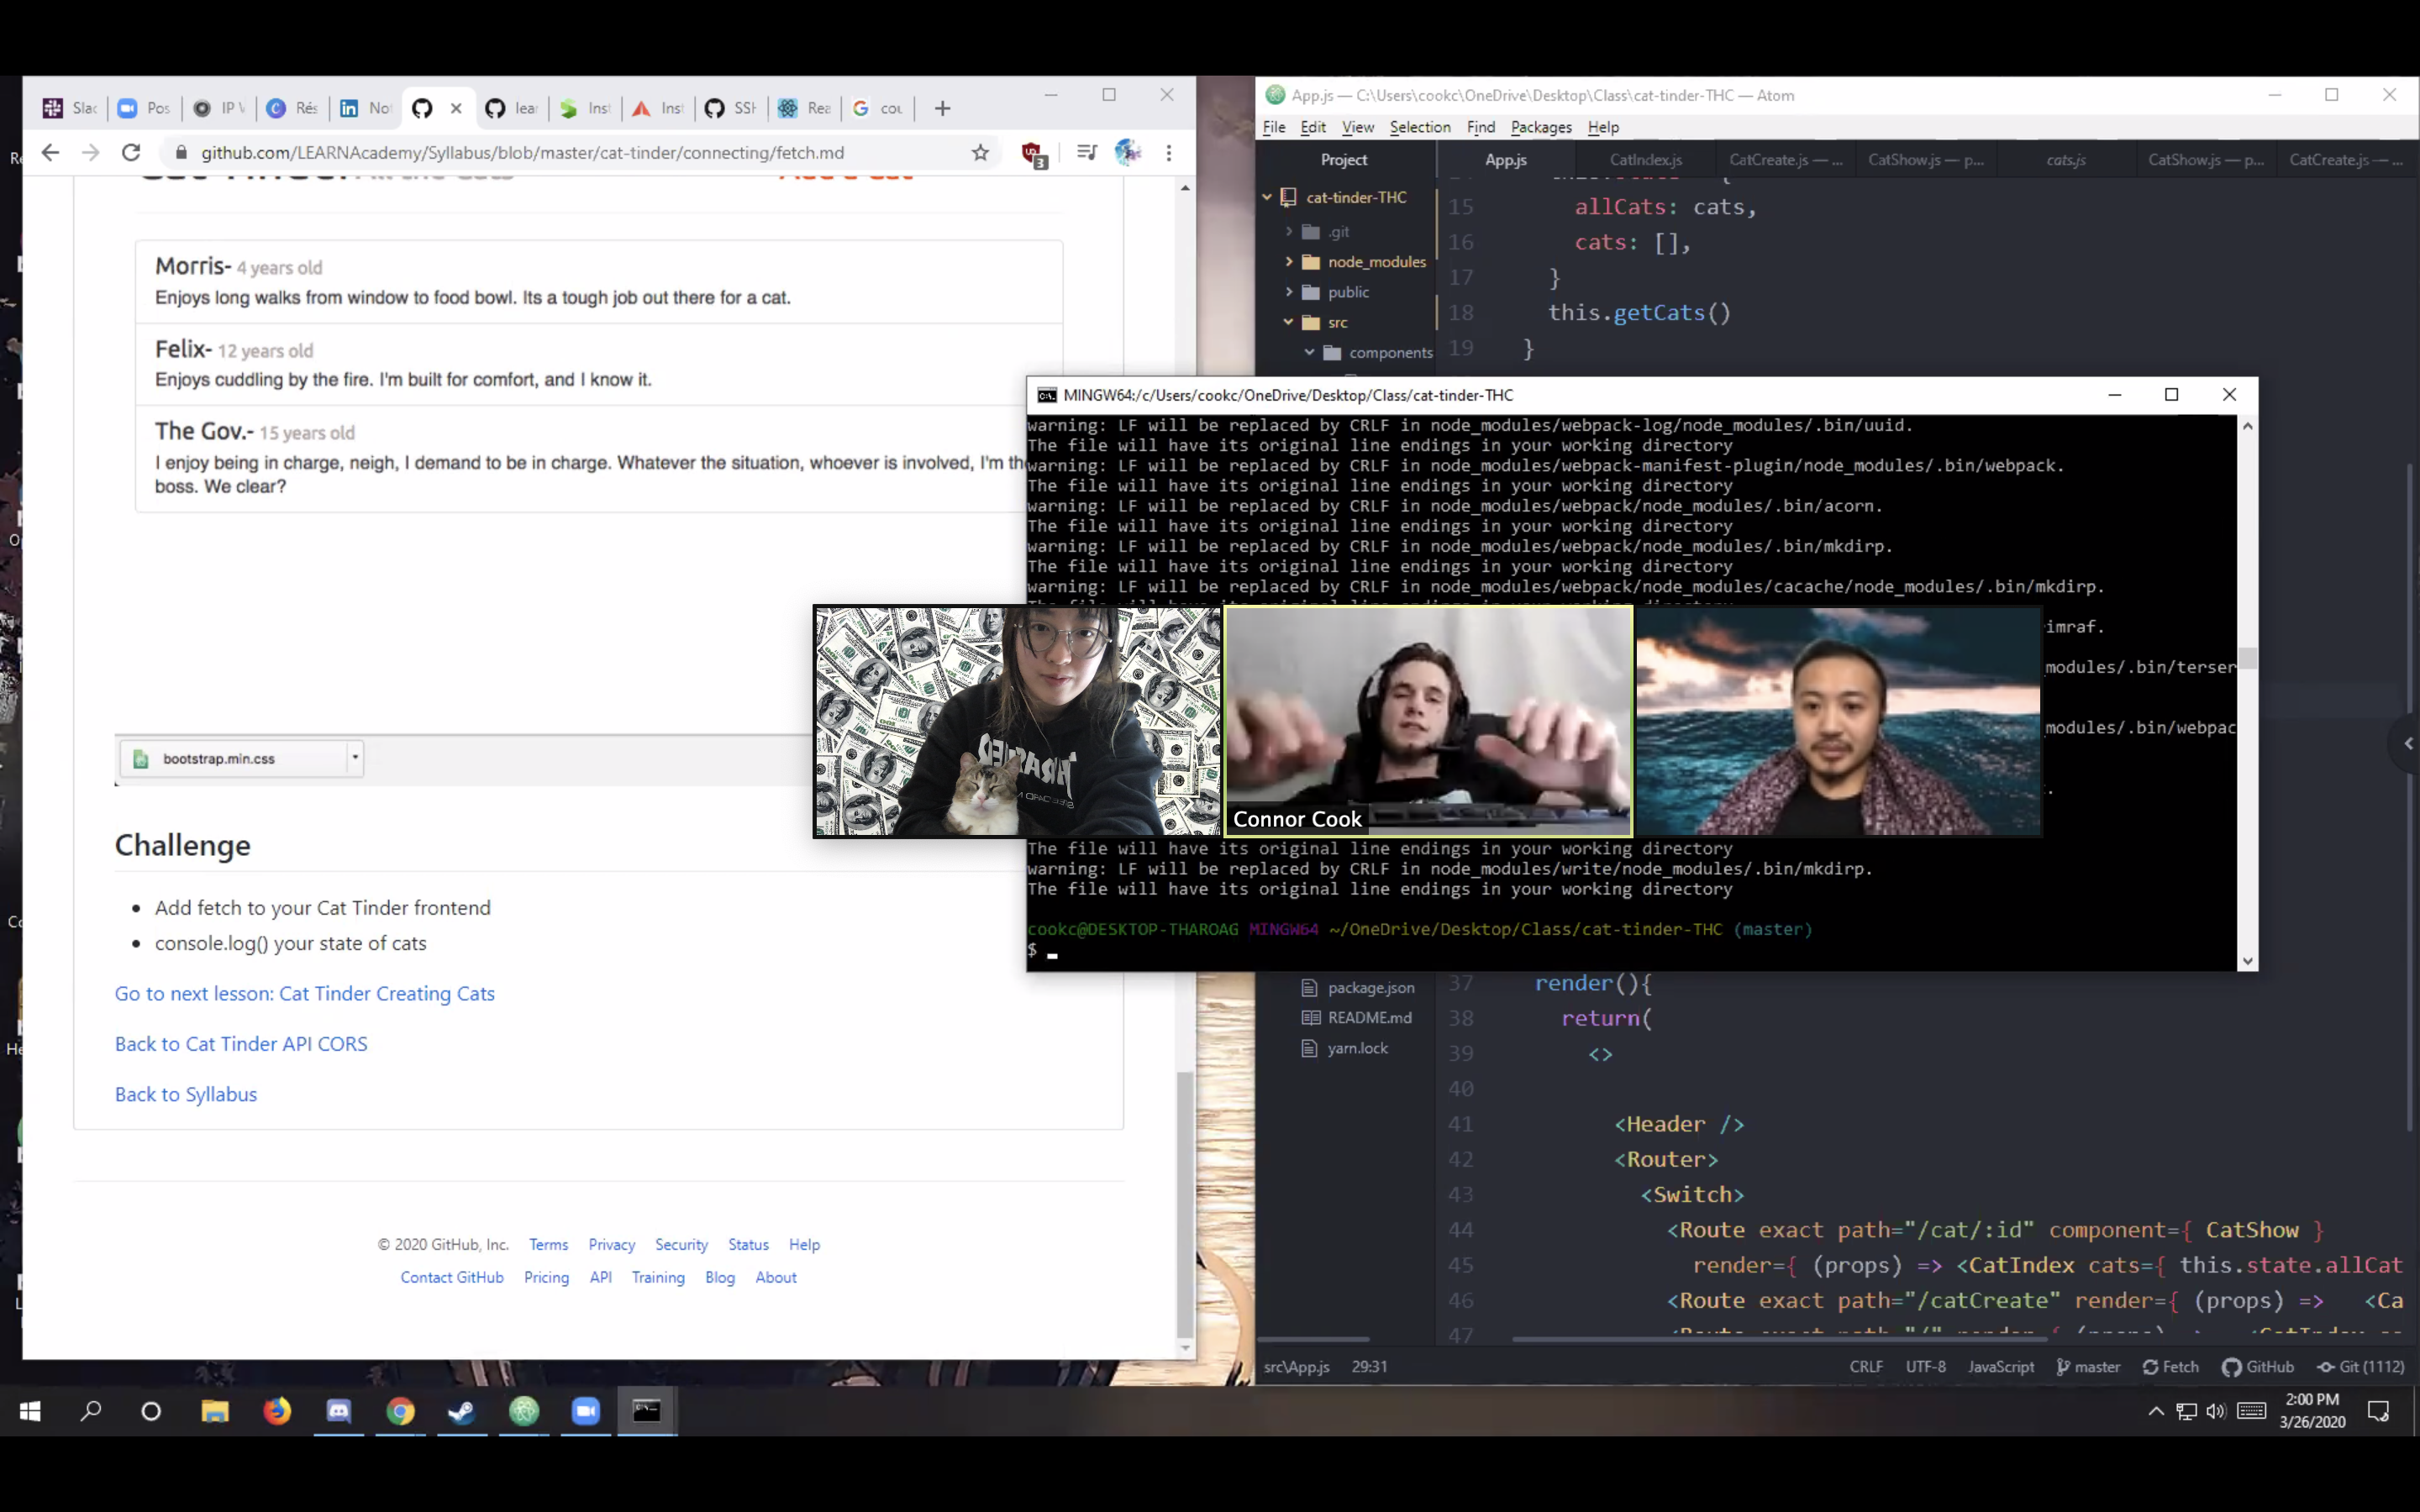 Slac
Pos
IP V
Rés
Not
lear
Inst
Inst
SSH
Rea
cou
github.com/LEARNAcademy/Syllabus/blob/master/cat-tinder/connecting/fetch.md
3
Cat Tinder All the Cats
Add a Cat
Morris- 4 years old
Enjoys long walks from window to food bowl. Its a tough job out there for a cat.
Felix- 12 years old
Enjoys cuddling by the fire. I'm built for comfort, and I know it.
The Gov.- 15 years old
I enjoy being in charge, neigh, I demand to be in charge. Whatever the situation, whoever is involved, I'm th
boss. We clear?
bootstrap.min.css
Challenge
Add fetch to your Cat Tinder frontend
console.log() your state of cats
Go to next lesson: Cat Tinder Creating Cats
Back to Cat Tinder API CORS
Back to Syllabus
© 2020 GitHub, Inc. Terms Privacy Security Status Help
Contact GitHub Pricing API Training Blog About
App.js — C:\Users\cookc\OneDrive\Desktop\Class\cat-tinder-THC — Atom
File Edit View Selection Find Packages Help
Project
App.js
CatIndex.js
CatCreate.js — ...
CatShow.js — p...
cats.js
CatShow.js — p...
CatCreate.js — ...
cat-tinder-THC
.git
node_modules
public
src
components
15 allCats: cats,
16 cats: [],
17 }
18 this.getCats()
19 }
MINGW64:/c/Users/cookc/OneDrive/Desktop/Class/cat-tinder-THC
warning: LF will be replaced by CRLF in node_modules/webpack-log/node_modules/.bin/uuid.
The file will have its original line endings in your working directory
warning: LF will be replaced by CRLF in node_modules/webpack-manifest-plugin/node_modules/.bin/webpack.
The file will have its original line endings in your working directory
warning: LF will be replaced by CRLF in node_modules/webpack/node_modules/.bin/acorn.
The file will have its original line endings in your working directory
warning: LF will be replaced by CRLF in node_modules/webpack/node_modules/.bin/mkdirp.
The file will have its original line endings in your working directory
warning: LF will be replaced by CRLF in node_modules/webpack/node_modules/cacache/node_modules/.bin/mkdirp.
imraf.
modules/.bin/terser
modules/.bin/webpac
THRASHER
Connor Cook
The file will have its original line endings in your working directory
warning: LF will be replaced by CRLF in node_modules/write/node_modules/.bin/mkdirp.
The file will have its original line endings in your working directory
cookc@DESKTOP-THAROAG MINGW64 ~/OneDrive/Desktop/Class/cat-tinder-THC (master)
$
package.json
README.md
yarn.lock
37 render(){
38 return(
39 <>
40
41 <Header />
42 <Router>
43 <Switch>
44 <Route exact path="/cat/:id" component={ CatShow }
45 render={ (props) => <CatIndex cats={ this.state.allCat
46 <Route exact path="/catCreate" render={ (props) => <Ca
47
src\App.js 29:31
CRLF UTF-8 JavaScript master Fetch GitHub Git (1112)
2:00 PM
3/26/2020